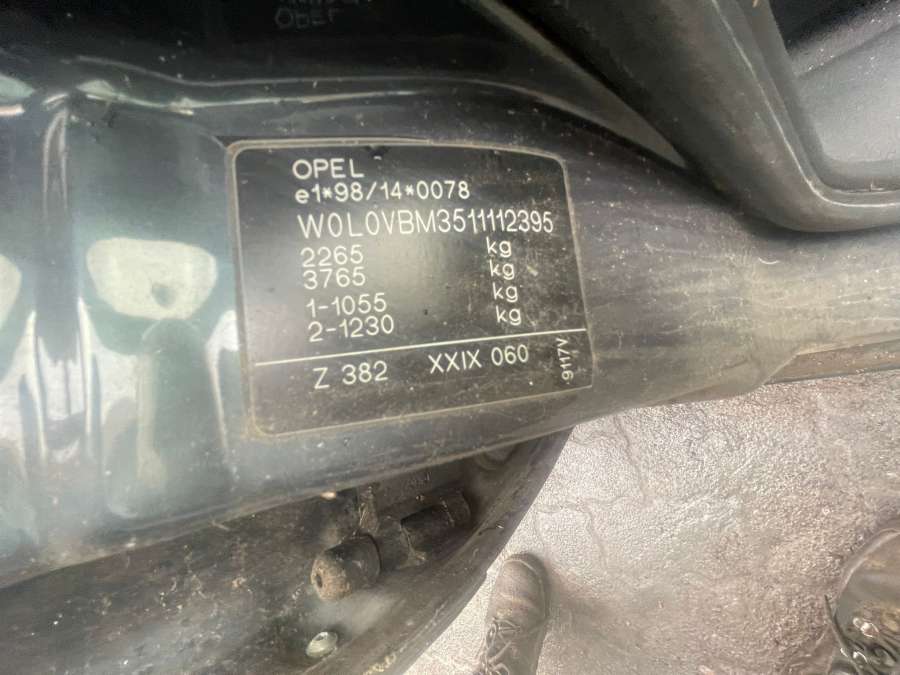 OPEL
OPEL
e1*98/14*0078
W0L0VBM3511112395
2265 kg
3765 kg
1-1055 kg
2-1230 kg
Z 382 XXIX 060
9117V